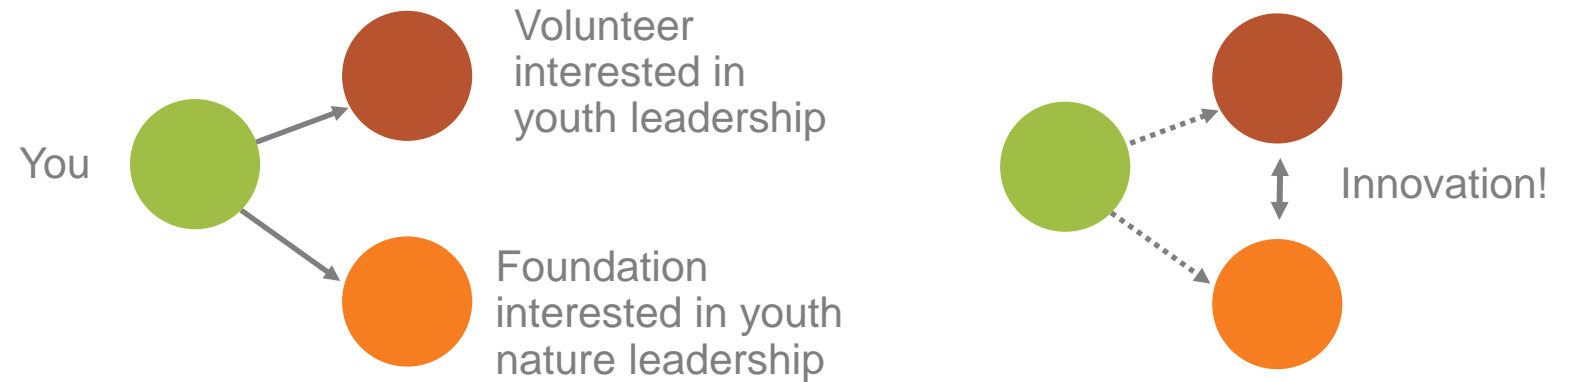 Volunteer
interested in
youth leadership
You
Foundation
interested in youth
nature leadership
Innovation!